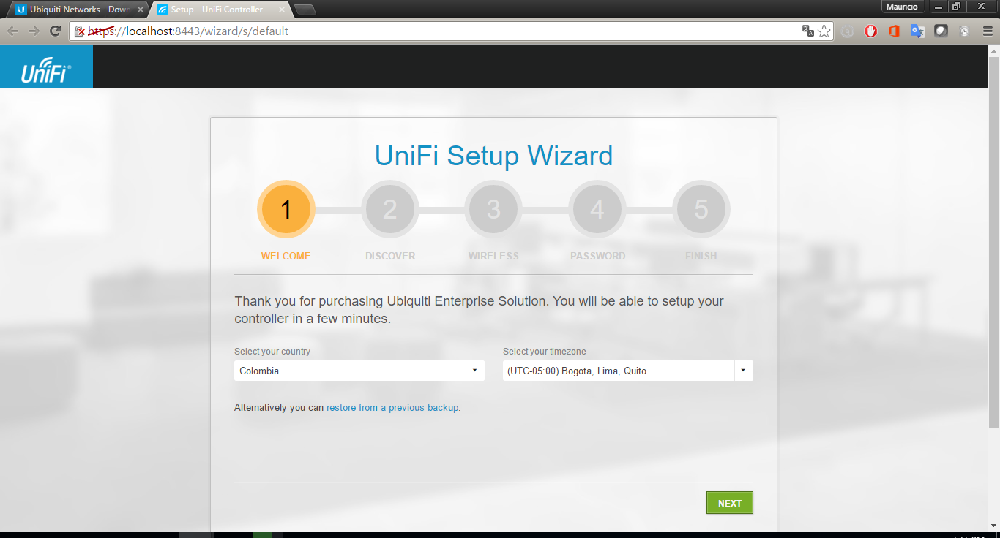 Ubiquiti Networks - Down
Setup - UniFi Controller
Mauricio
https://localhost:8443/wizard/s/default
UniFi
UniFi Setup Wizard
1
2
3
4
5
WELCOME
DISCOVER
WIRELESS
PASSWORD
FINISH
Thank you for purchasing Ubiquiti Enterprise Solution. You will be able to setup your
controller in a few minutes.
Select your country
Select your timezone
Colombia
(UTC-05:00) Bogota, Lima, Quito
Alternatively you can restore from a previous backup.
NEXT